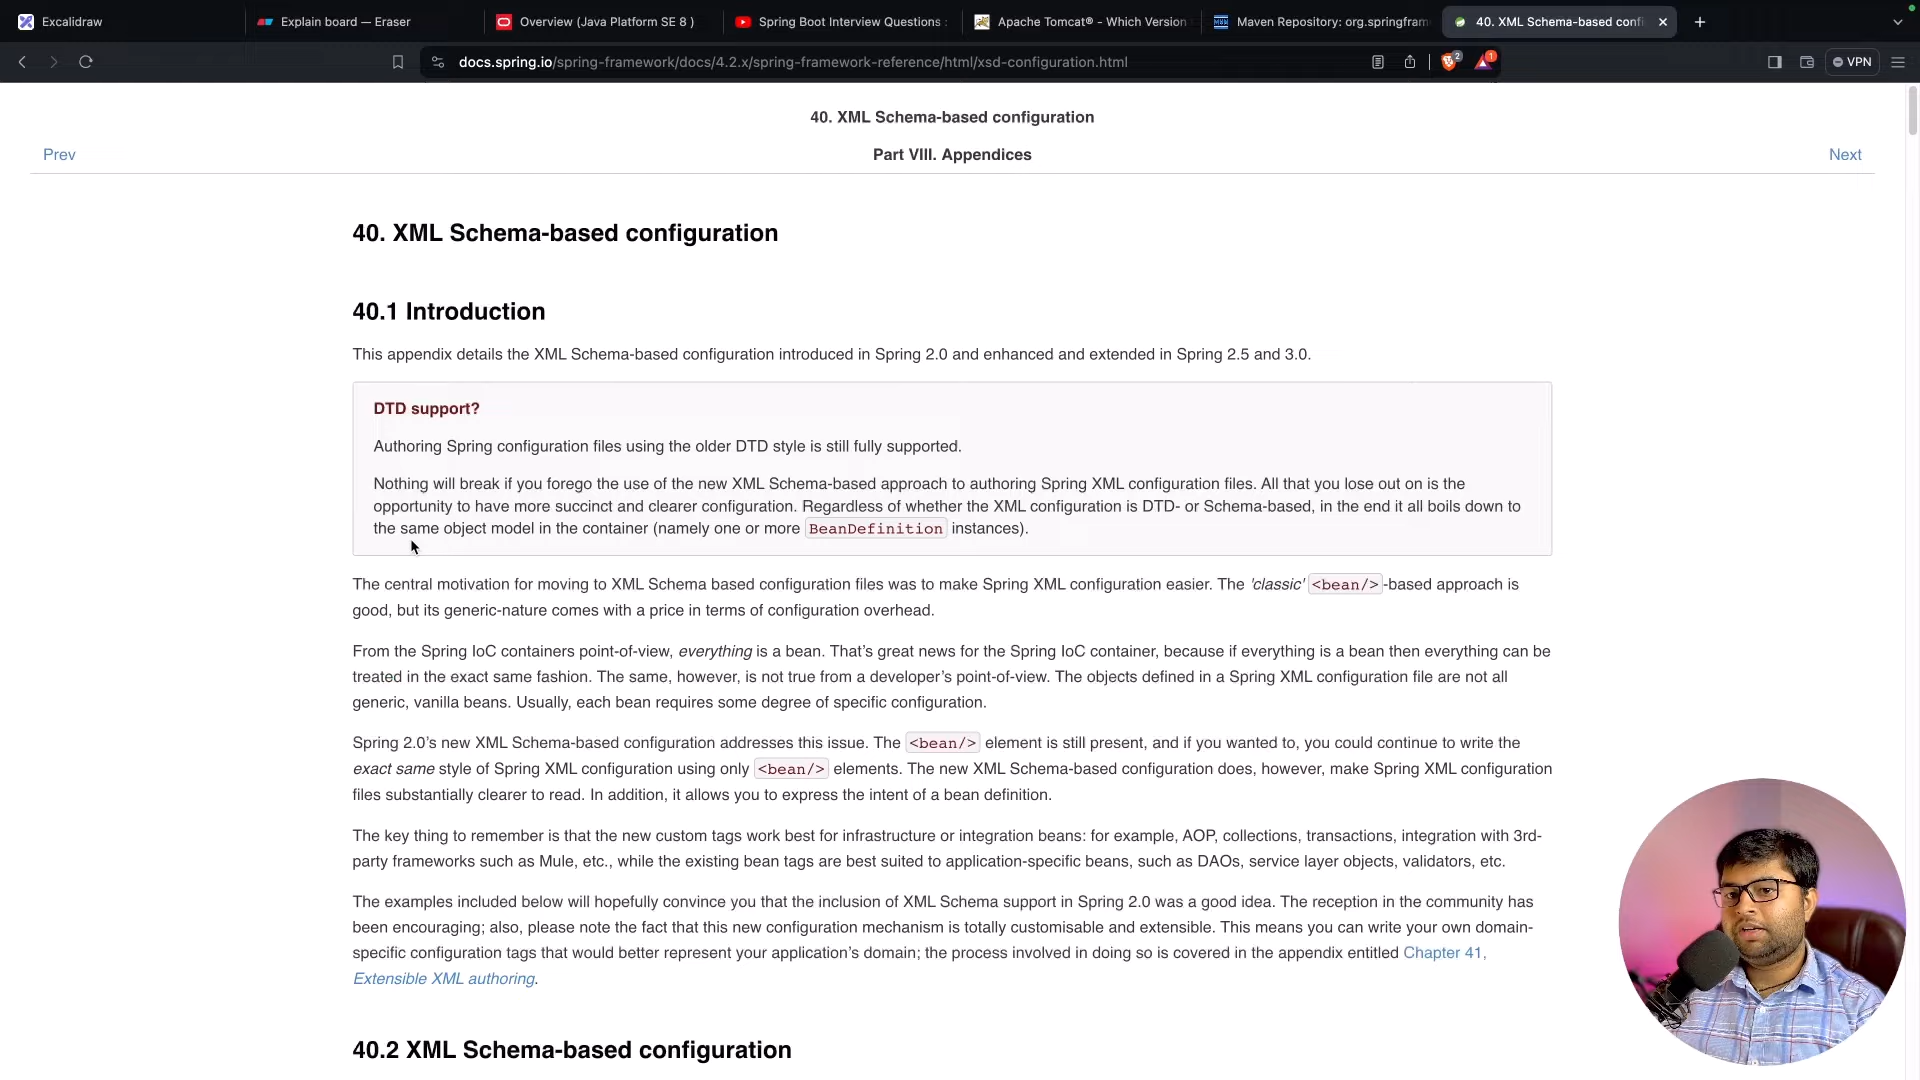 Excalidraw
Explain board — Eraser
Overview (Java Platform SE 8 )
Spring Boot Interview Questions :
Apache Tomcat® - Which Version
Maven Repository: org.springfram
40. XML Schema-based conf
docs.spring.io/spring-framework/docs/4.2.x/spring-framework-reference/html/xsd-configuration.html
2
1
VPN
40. XML Schema-based configuration
Prev
Part VIII. Appendices
Next
40. XML Schema-based configuration
40.1 Introduction
This appendix details the XML Schema-based configuration introduced in Spring 2.0 and enhanced and extended in Spring 2.5 and 3.0.
DTD support?
Authoring Spring configuration files using the older DTD style is still fully supported.
Nothing will break if you forego the use of the new XML Schema-based approach to authoring Spring XML configuration files. All that you lose out on is the
opportunity to have more succinct and clearer configuration. Regardless of whether the XML configuration is DTD- or Schema-based, in the end it all boils down to
the same object model in the container (namely one or more BeanDefinition instances).
The central motivation for moving to XML Schema based configuration files was to make Spring XML configuration easier. The 'classic' <bean/>-based approach is
good, but its generic-nature comes with a price in terms of configuration overhead.
From the Spring IoC containers point-of-view, everything is a bean. That's great news for the Spring IoC container, because if everything is a bean then everything can be
treated in the exact same fashion. The same, however, is not true from a developer's point-of-view. The objects defined in a Spring XML configuration file are not all
generic, vanilla beans. Usually, each bean requires some degree of specific configuration.
Spring 2.0's new XML Schema-based configuration addresses this issue. The <bean/> element is still present, and if you wanted to, you could continue to write the
exact same style of Spring XML configuration using only <bean/> elements. The new XML Schema-based configuration does, however, make Spring XML configuration
files substantially clearer to read. In addition, it allows you to express the intent of a bean definition.
The key thing to remember is that the new custom tags work best for infrastructure or integration beans: for example, AOP, collections, transactions, integration with 3rd-
party frameworks such as Mule, etc., while the existing bean tags are best suited to application-specific beans, such as DAOs, service layer objects, validators, etc.
The examples included below will hopefully convince you that the inclusion of XML Schema support in Spring 2.0 was a good idea. The reception in the community has
been encouraging; also, please note the fact that this new configuration mechanism is totally customisable and extensible. This means you can write your own domain-
specific configuration tags that would better represent your application's domain; the process involved in doing so is covered in the appendix entitled Chapter 41,
Extensible XML authoring.
40.2 XML Schema-based configuration